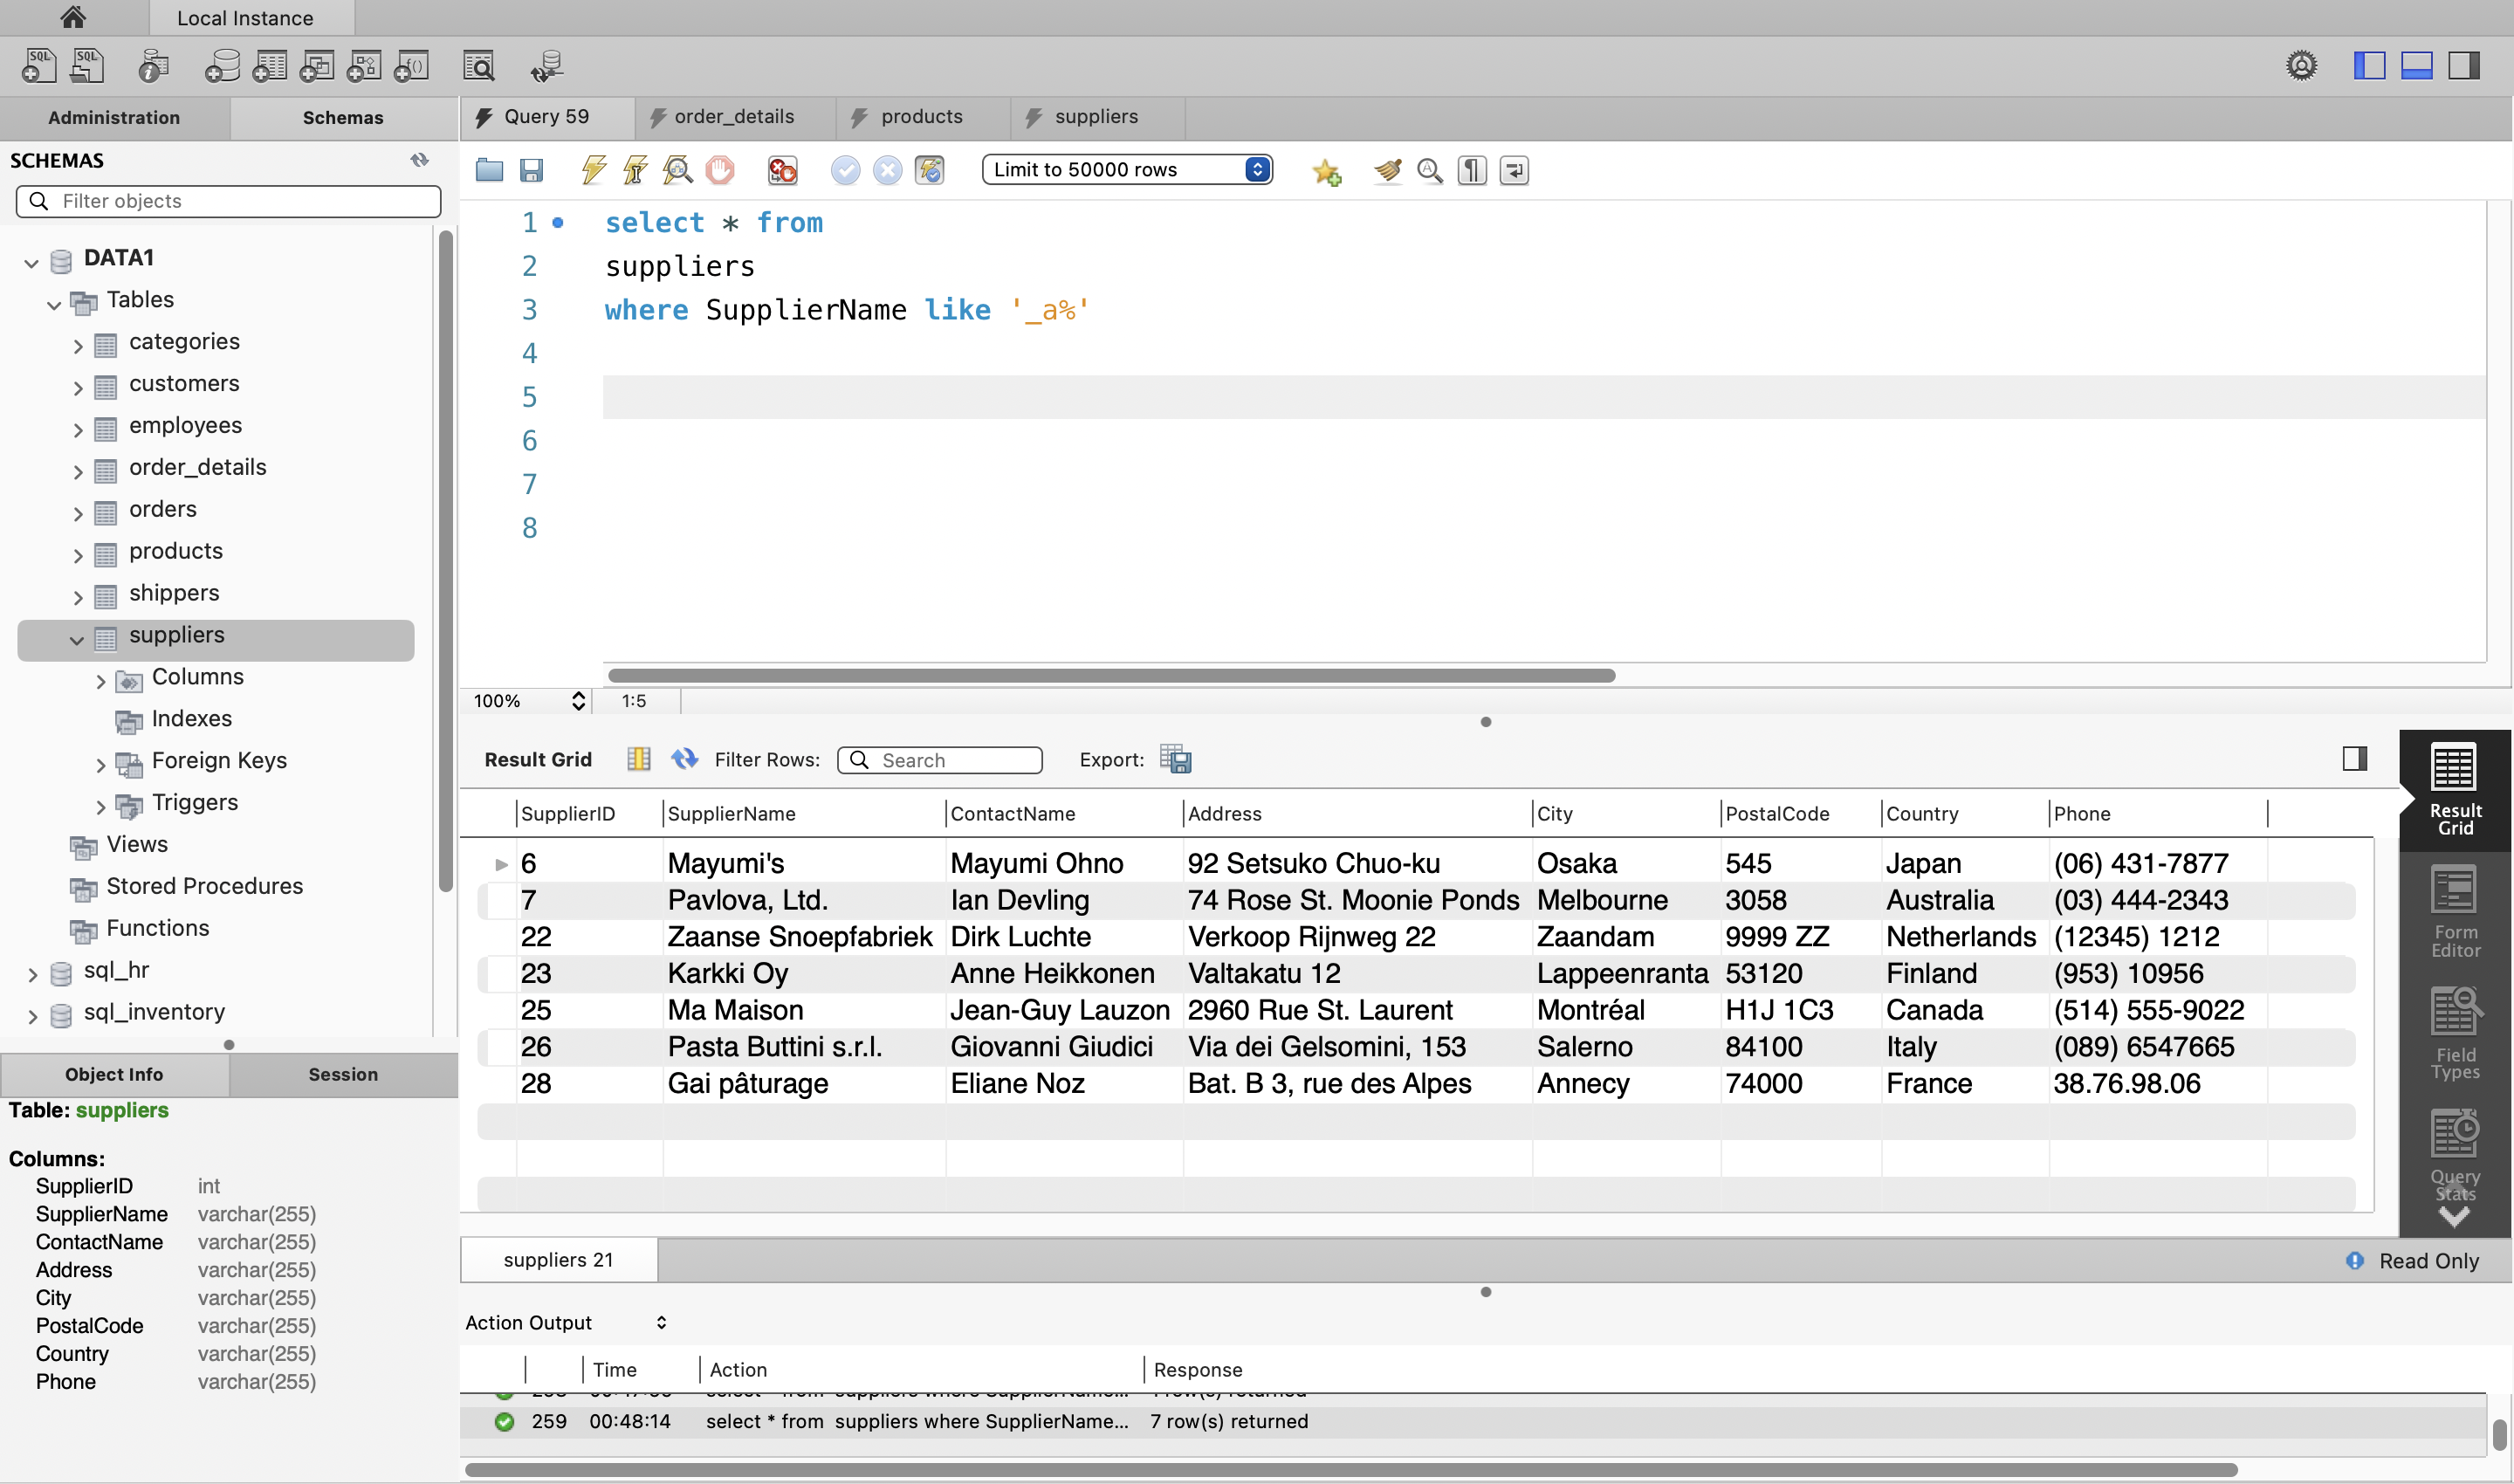 Local Instance
Administration
Schemas
SCHEMAS
Filter objects
DATA1
Tables
categories
customers
employees
order_details
orders
products
shippers
suppliers
Columns
Indexes
Foreign Keys
Triggers
Views
Stored Procedures
Functions
sql_hr
sql_inventory
Object Info
Session
Table: suppliers
Columns:
SupplierID int
SupplierName varchar(255)
ContactName varchar(255)
Address varchar(255)
City varchar(255)
PostalCode varchar(255)
Country varchar(255)
Phone varchar(255)
Query 59
order_details
products
suppliers
Limit to 50000 rows
1 select * from
2 suppliers
3 where SupplierName like '_a%'
4
5
6
7
8
100% 1:5
Result Grid Filter Rows: Search Export:
SupplierID SupplierName ContactName Address City PostalCode Country Phone
6 Mayumi's Mayumi Ohno 92 Setsuko Chuo-ku Osaka 545 Japan (06) 431-7877
7 Pavlova, Ltd. Ian Devling 74 Rose St. Moonie Ponds Melbourne 3058 Australia (03) 444-2343
22 Zaanse Snoepfabriek Dirk Luchte Verkoop Rijnweg 22 Zaandam 9999 ZZ Netherlands (12345) 1212
23 Karkki Oy Anne Heikkonen Valtakatu 12 Lappeenranta 53120 Finland (953) 10956
25 Ma Maison Jean-Guy Lauzon 2960 Rue St. Laurent Montréal H1J 1C3 Canada (514) 555-9022
26 Pasta Buttini s.r.l. Giovanni Giudici Via dei Gelsomini, 153 Salerno 84100 Italy (089) 6547665
28 Gai pâturage Eliane Noz Bat. B 3, rue des Alpes Annecy 74000 France 38.76.98.06
Result
Grid
Form
Editor
Field
Types
Query
Stats
suppliers 21
Read Only
Action Output
Time Action Response
259 00:48:14 select * from suppliers where SupplierName... 7 row(s) returned